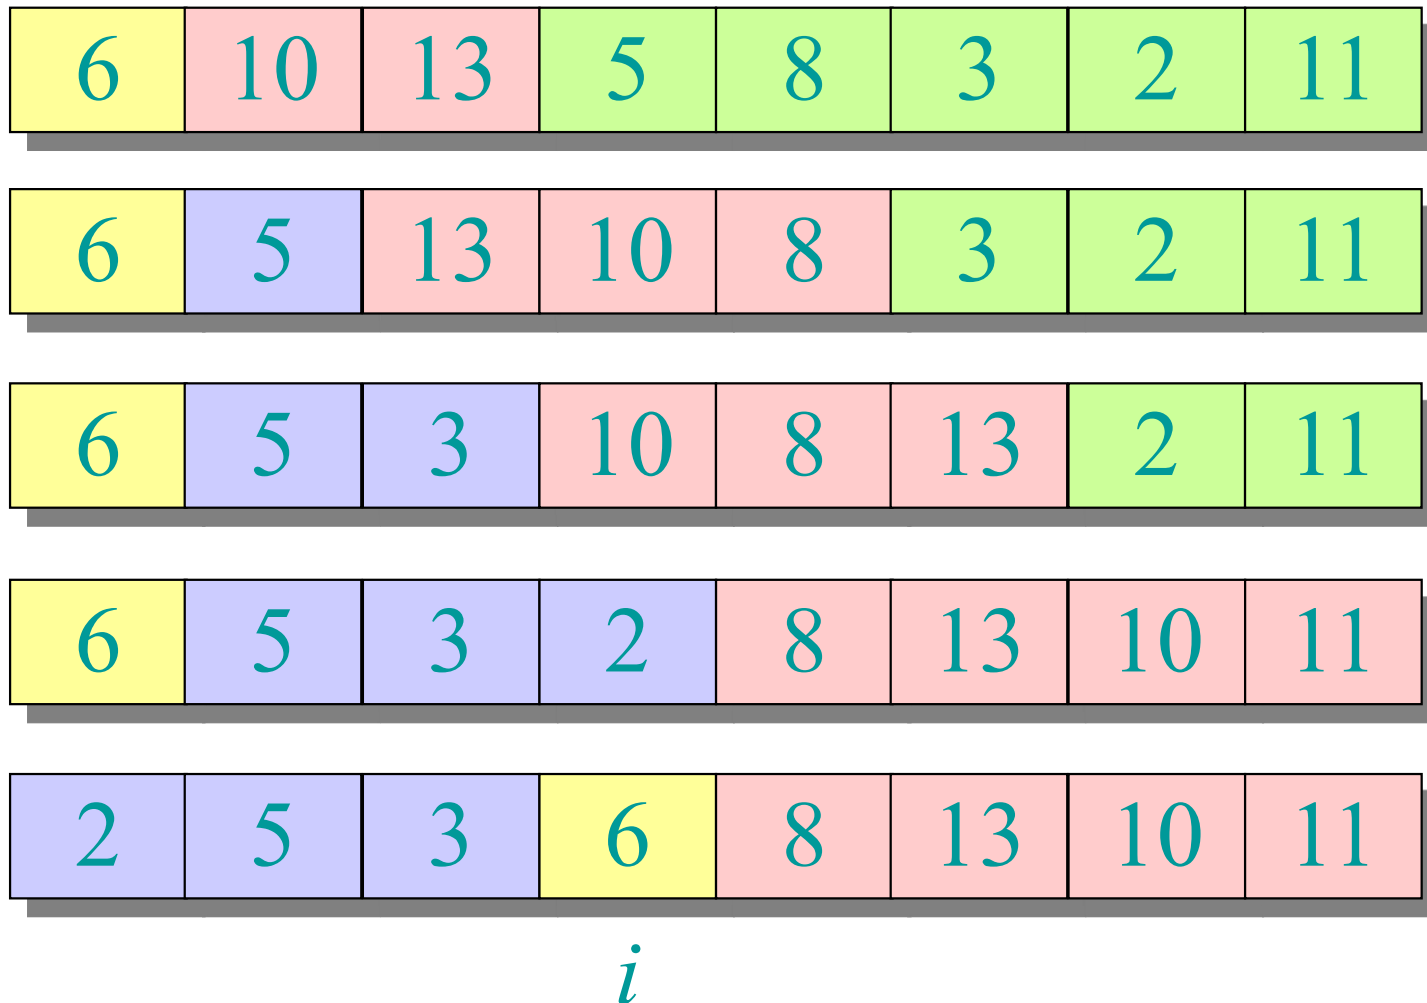 6 10 13 5 8 3 2 11
6 5 13 10 8 3 2 11
6 5 3 10 8 13 2 11
6 5 3 2 8 13 10 11
2 5 3 6 8 13 10 11
i